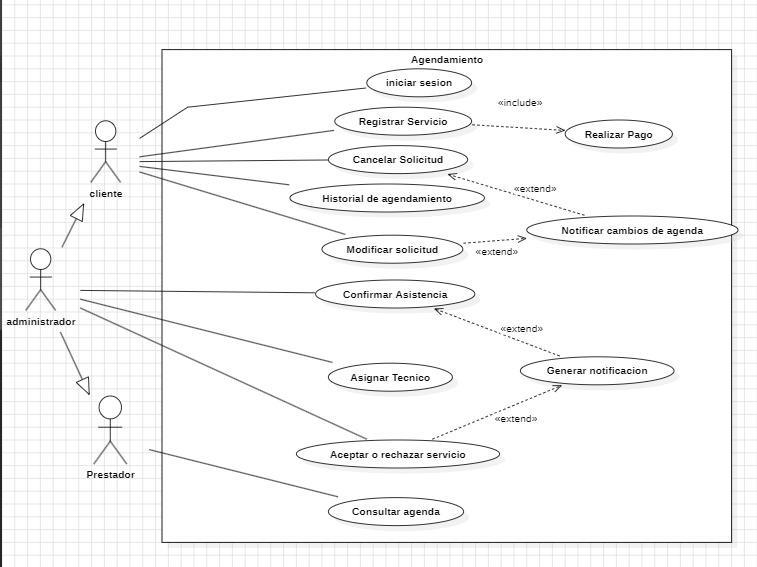 Agendamiento
iniciar sesion
«include»
Registrar Servicio
Realizar Pago
Cancelar Solicitud
cliente
«extend»
Historial de agendamiento
Notificar cambios de agenda
Modificar solicitud
«extend»
Confirmar Asistencia
administrador
«extend»
Asignar Tecnico
Generar notificacion
«extend»
Aceptar o rechazar servicio
Prestador
Consultar agenda